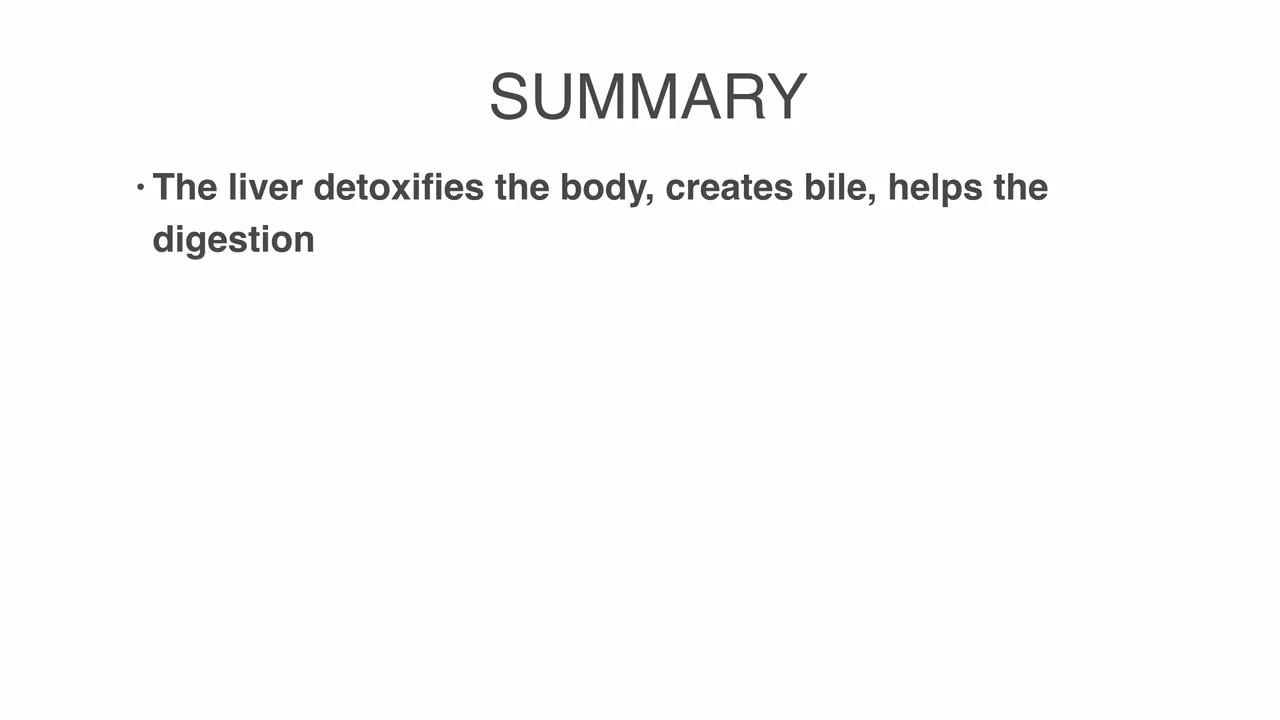 SUMMARY
• The liver detoxifies the body, creates bile, helps the
digestion